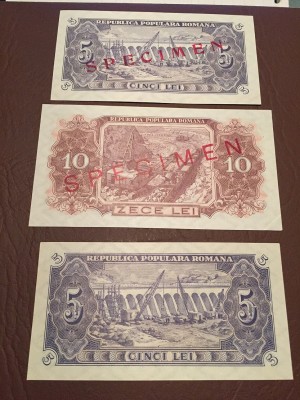 REPUBLICA POPULARA ROMANA
5 SPECIMEN 5
CINCI LEI
REPUBLICA POPULARA ROMANA
10 SPECIMEN 10
ZECE LEI
REPUBLICA POPULARA ROMANA
5 5
CINCI LEI